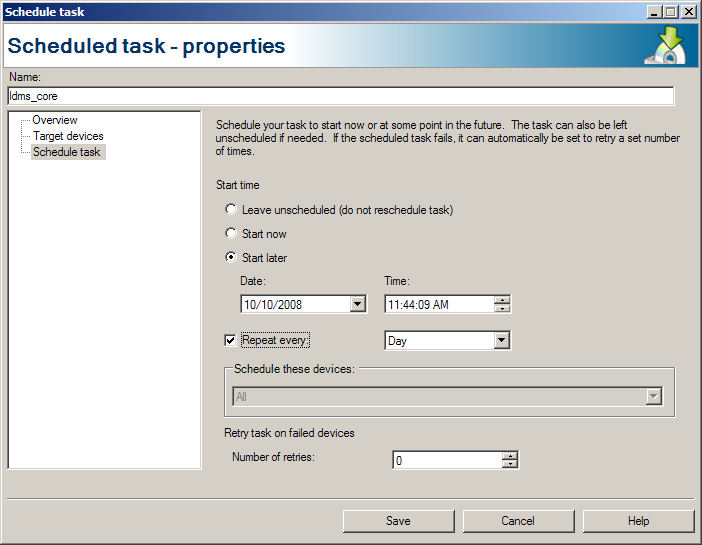 Schedule task
Scheduled task - properties
Name:
ldms_core
Overview
Target devices
Schedule task
Schedule your task to start now or at some point in the future. The task can also be left
unscheduled if needed. If the scheduled task fails, it can automatically be set to retry a set number
of times.
Start time
Leave unscheduled (do not reschedule task)
Start now
Start later
Date: Time:
10/10/2008 11:44:09 AM
Repeat every: Day
Schedule these devices:
All
Retry task on failed devices
Number of retries: 0
Save Cancel Help